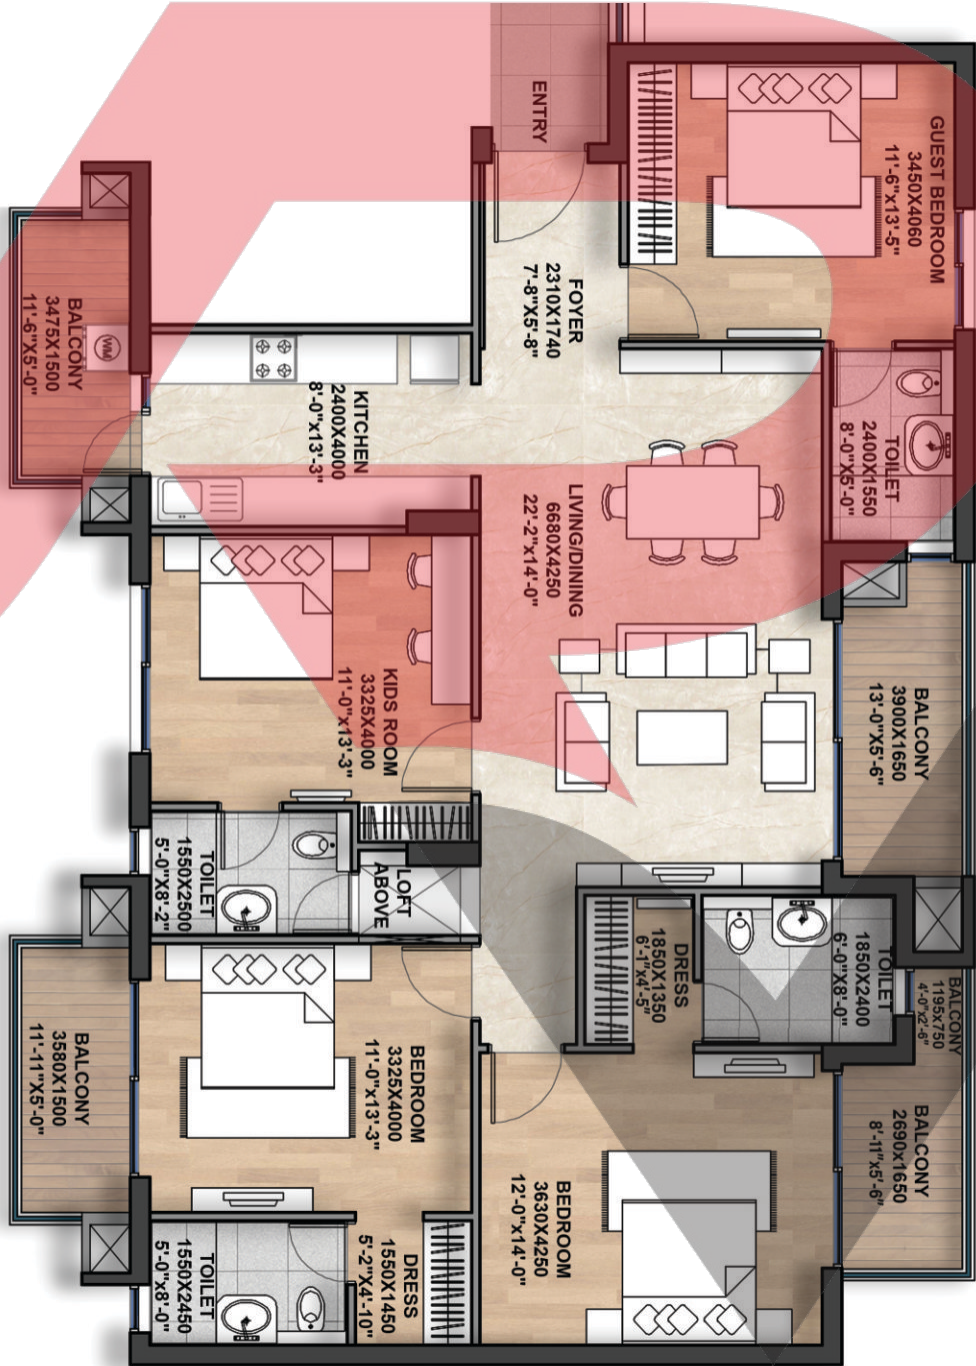 ENTRY
GUEST BEDROOM
3450X4060
11'-6"x13'-5"
FOYER
2310X1740
7'-8"X5'-8"
BALCONY
3475X1500
11'-6"X5'-0"
WM
KITCHEN
2400X4000
8'-0"x13'-3"
TOILET
2400X1550
8'-0"X5'-0"
LIVING/DINING
6680X4250
22'-2"x14'-0"
KIDS ROOM
3325X4000
11'-0"x13'-3"
BALCONY
3900X1650
13'-0"X5'-6"
TOILET
1550X2500
5'-0"X8'-2"
LOFT
ABOVE
DRESS
1850X1350
6'-1"x4'-5"
TOILET
1850X2400
6'-0"X8'-0"
BALCONY
1195x750
4'-0"x2'-6"
BALCONY
3580X1500
11'-11"X5'-0"
BEDROOM
3325X4000
11'-0"x13'-3"
BALCONY
2690x1650
8'-11"x5'-6"
BEDROOM
3630X4250
12'-0"x14'-0"
TOILET
1550X2450
5'-0"x8'-0"
DRESS
1550X1450
5'-2"X4'-10"